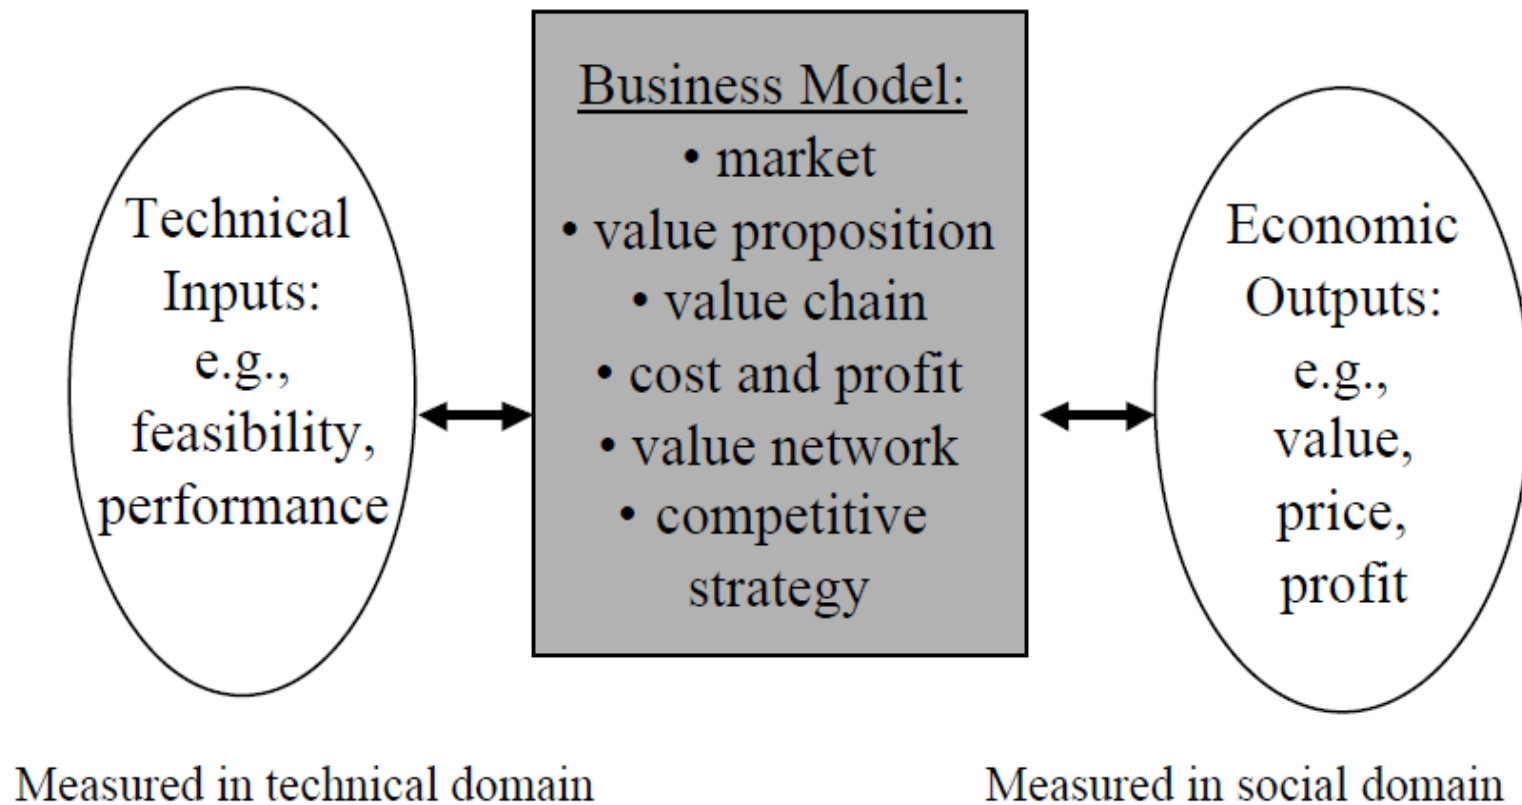 Technical
Inputs:
e.g.,
feasibility,
performance
Business Model:
• market
• value proposition
• value chain
• cost and profit
• value network
• competitive
strategy
Economic
Outputs:
e.g.,
value,
price,
profit
Measured in technical domain
Measured in social domain